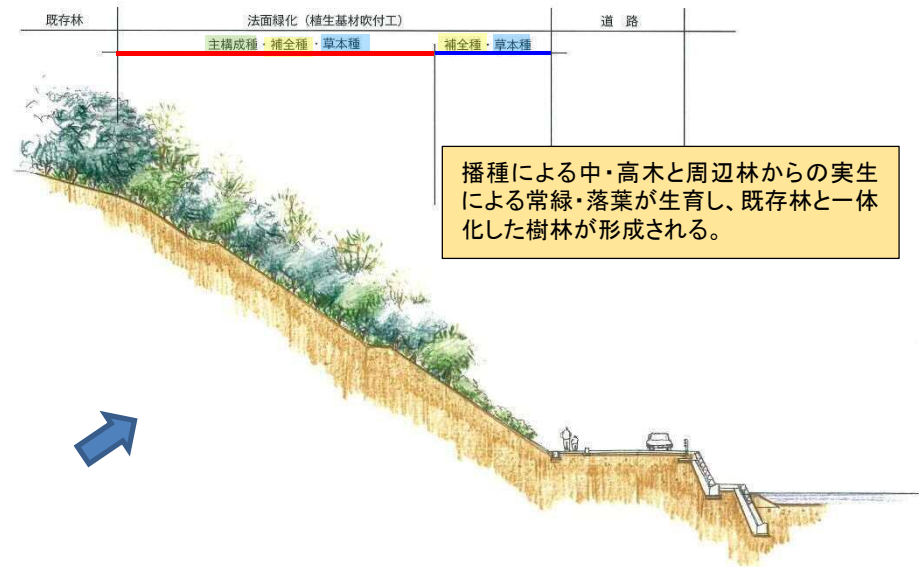 既存林
法面緑化（植生基材吹付工）
道 路
主構成種・補全種・草本種
補全種・草本種
播種による中・高木と周辺林からの実生
による常緑・落葉が生育し、既存林と一体
化した樹林が形成される。